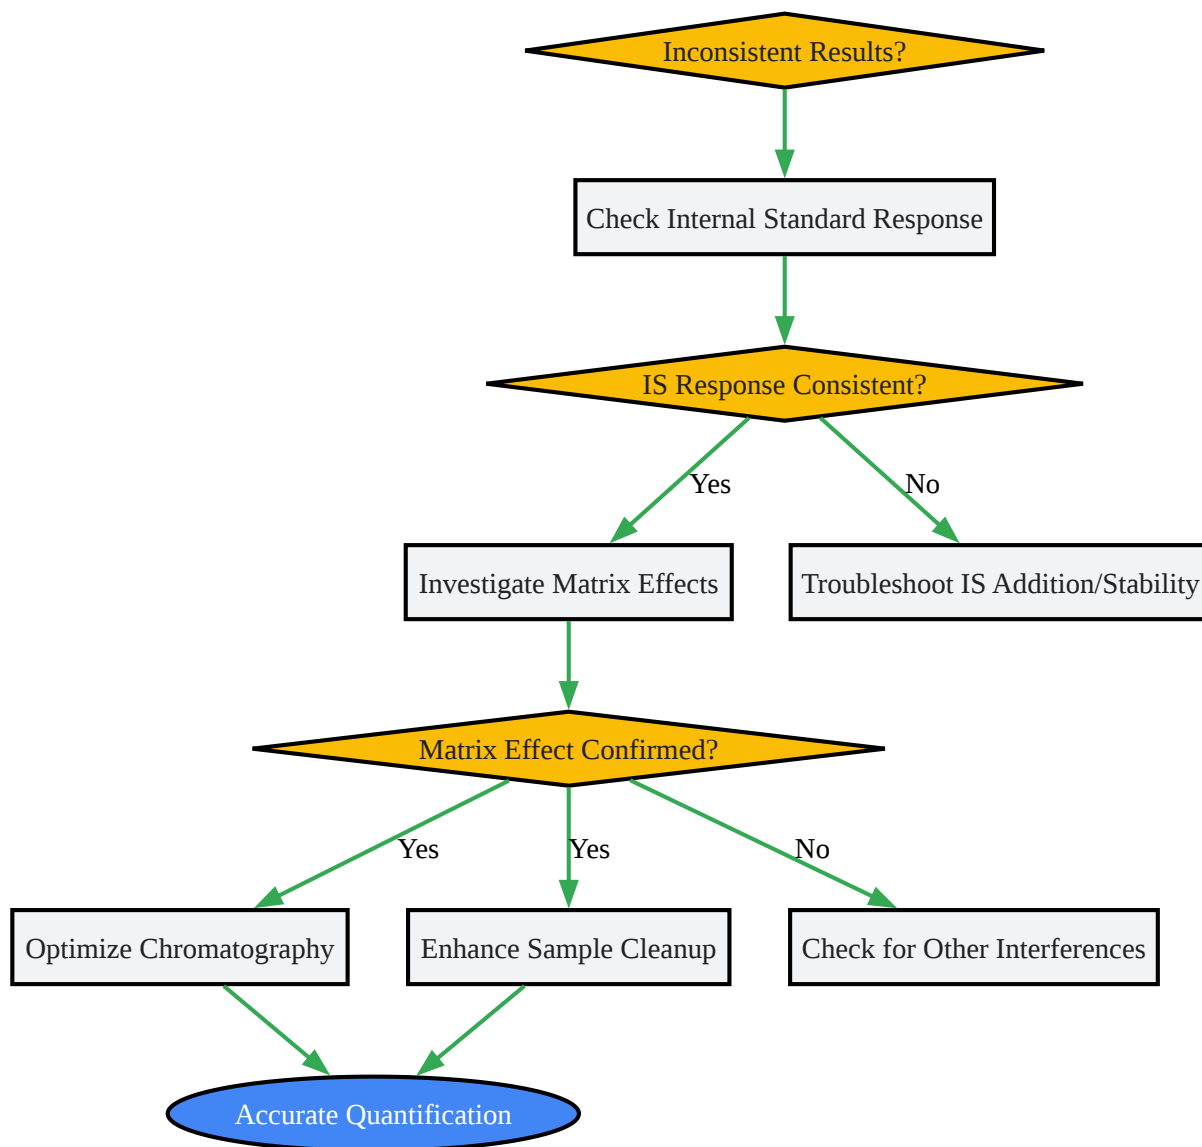 Inconsistent Results?
Check Internal Standard Response
IS Response Consistent?
Yes
No
Investigate Matrix Effects
Troubleshoot IS Addition/Stability
Matrix Effect Confirmed?
Yes
Yes
No
Optimize Chromatography
Enhance Sample Cleanup
Check for Other Interferences
Accurate Quantification